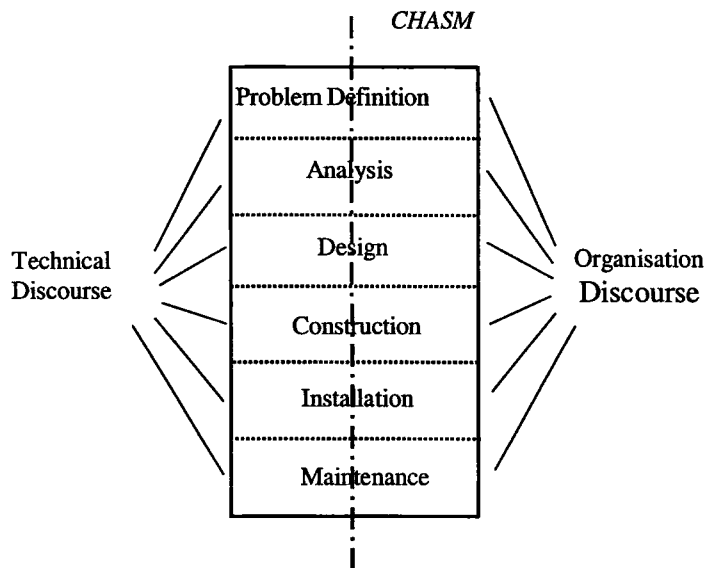 CHASM
Problem Definition
Analysis
Design
Technical
Discourse
Organisation
Discourse
Construction
Installation
Maintenance